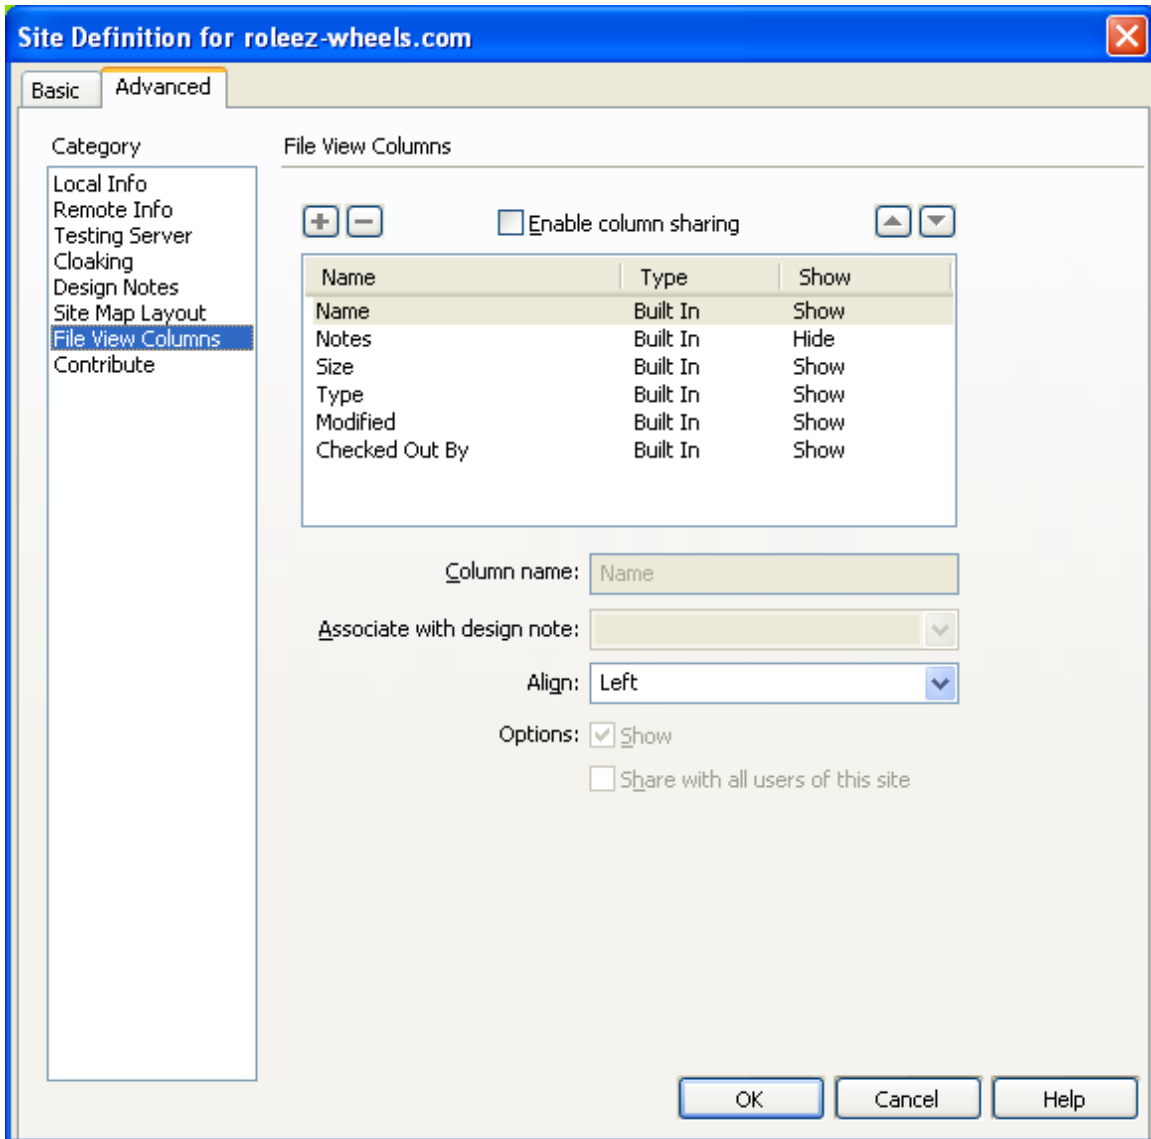 Site Definition for roleez-wheels.com
Basic
Advanced
Category
Local Info
Remote Info
Testing Server
Cloaking
Design Notes
Site Map Layout
File View Columns
Contribute
File View Columns
Enable column sharing
Name Type Show
Name Built In Show
Notes Built In Hide
Size Built In Show
Type Built In Show
Modified Built In Show
Checked Out By Built In Show
Column name: Name
Associate with design note:
Align: Left
Options: Show
Share with all users of this site
OK Cancel Help